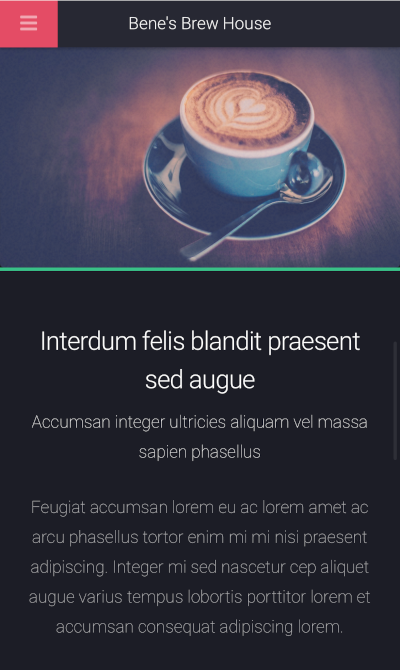 Bene's Brew House
Interdum felis blandit praesent
sed augue
Accumsan integer ultricies aliquam vel massa
sapien phasellus
Feugiat accumsan lorem eu ac lorem amet ac
arcu phasellus tortor enim mi mi nisi praesent
adipiscing. Integer mi sed nascetur cep aliquet
augue varius tempus lobortis porttitor lorem et
accumsan consequat adipiscing lorem.